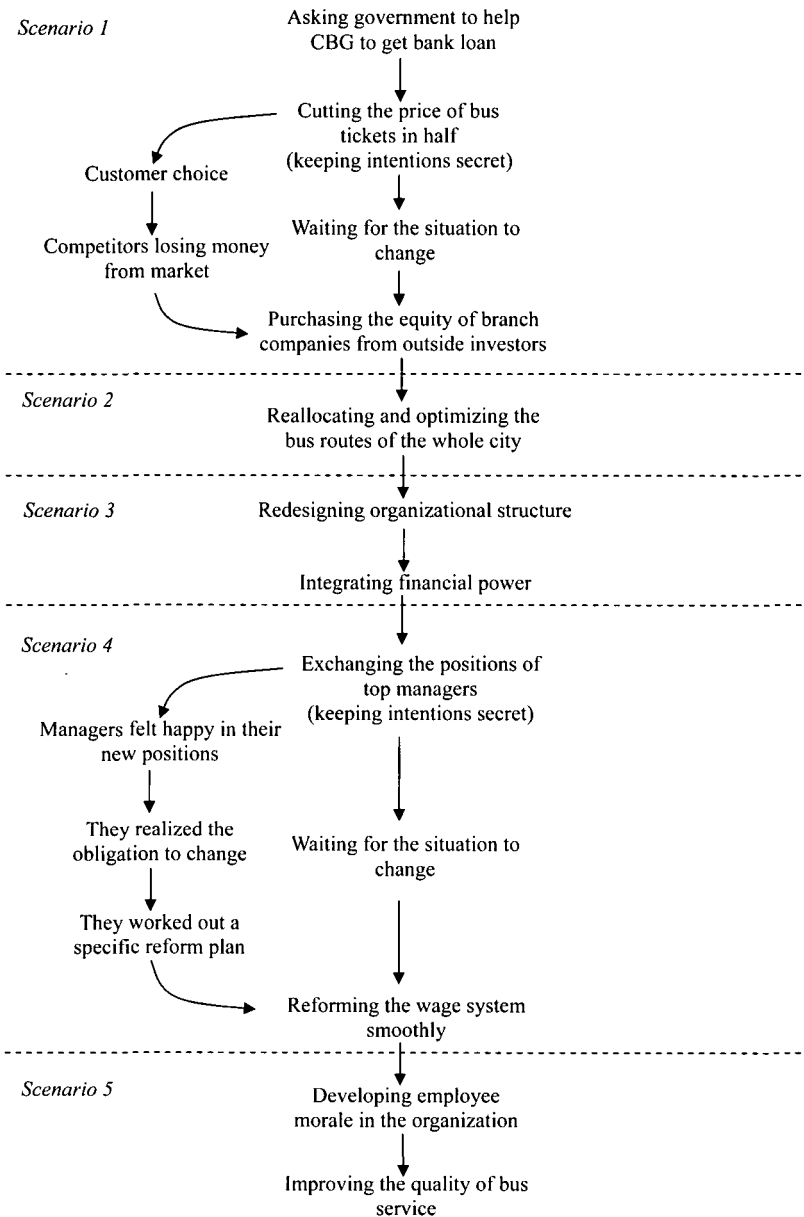 Scenario 1
Asking government to help
CBG to get bank loan
Cutting the price of bus
tickets in half
(keeping intentions secret)
Customer choice
Waiting for the situation to
change
Competitors losing money
from market
Purchasing the equity of branch
companies from outside investors
Scenario 2
Reallocating and optimizing the
bus routes of the whole city
Scenario 3
Redesigning organizational structure
Integrating financial power
Scenario 4
Exchanging the positions of
top managers
(keeping intentions secret)
Managers felt happy in their
new positions
They realized the
obligation to change
Waiting for the situation to
change
They worked out a
specific reform plan
Reforming the wage system
smoothly
Scenario 5
Developing employee
morale in the organization
Improving the quality of bus
service